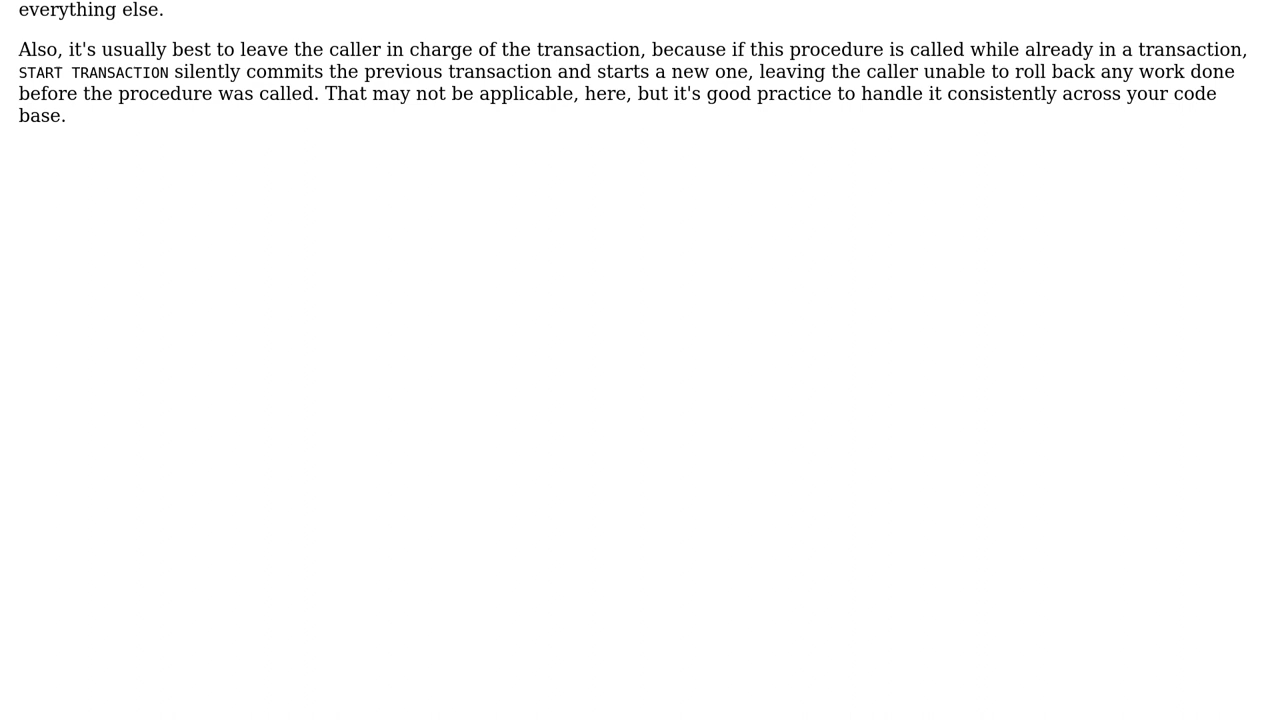 everything else.
Also, it's usually best to leave the caller in charge of the transaction, because if this procedure is called while already in a transaction,
START TRANSACTION silently commits the previous transaction and starts a new one, leaving the caller unable to roll back any work done
before the procedure was called. That may not be applicable, here, but it's good practice to handle it consistently across your code
base.